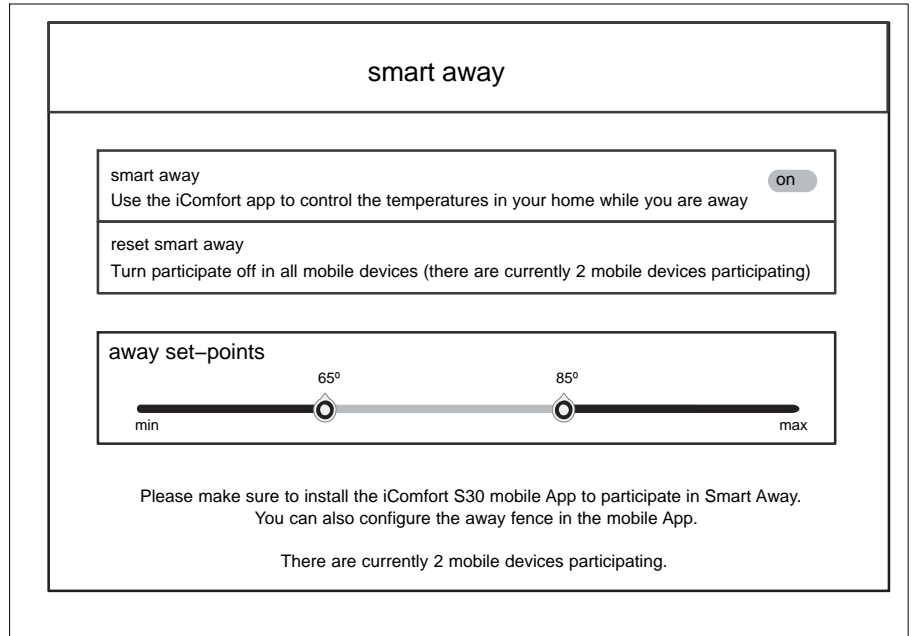 smart away
smart away
on
Use the iComfort app to control the temperatures in your home while you are away
reset smart away
Turn participate off in all mobile devices (there are currently 2 mobile devices participating)
away set–points
65º
85º
min
max
Please make sure to install the iComfort S30 mobile App to participate in Smart Away.
You can also configure the away fence in the mobile App.
There are currently 2 mobile devices participating.